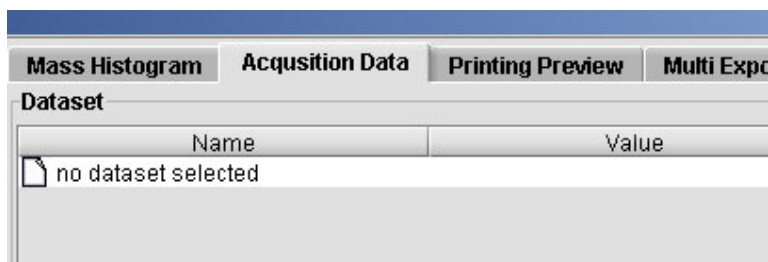 Mass Histogram Acqusition Data Printing Preview Multi Expo
Dataset
Name Value
no dataset selected